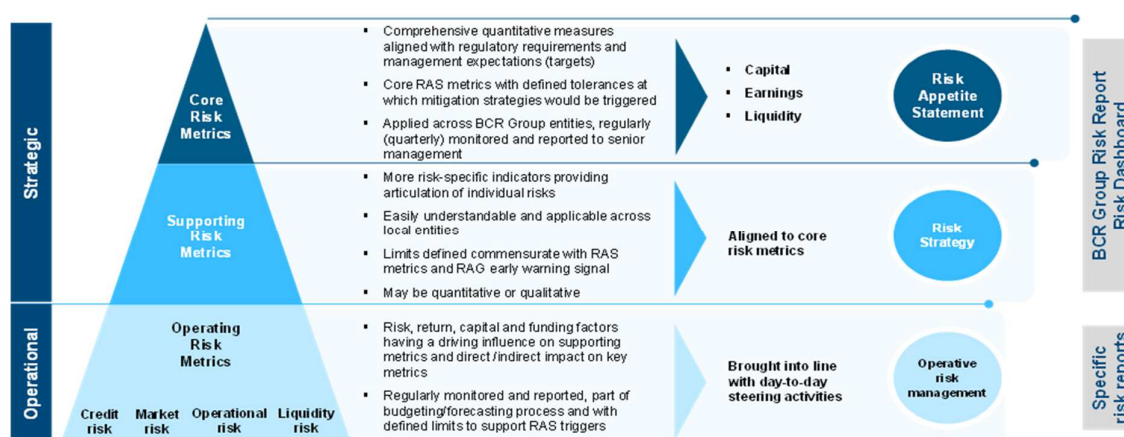 Strategic
Core
Risk
Metrics
▪ Comprehensive quantitative measures
aligned with regulatory requirements and
management expectations (targets)
▪ Core RAS metrics with defined tolerances at
which mitigation strategies would be triggered
▪ Applied across BCR Group entities, regularly
(quarterly) monitored and reported to senior
management
▪ Capital
▪ Earnings
▪ Liquidity
Risk
Appetite
Statement
BCR Group Risk Report
Risk Dashboard
Supporting
Risk
Metrics
▪ More risk-specific indicators providing
articulation of individual risks
▪ Easily understandable and applicable across
local entities
▪ Limits defined commensurate with RAS
metrics and RAG early warning signal
▪ May be quantitative or qualitative
Aligned to core
risk metrics
Risk
Strategy
Operational
Operating
Risk
Metrics
Credit
risk
Market
risk
Operational
risk
Liquidity
risk
▪ Risk, return, capital and funding factors
having a driving influence on supporting
metrics and direct /indirect impact on key
metrics
▪ Regularly monitored and reported, part of
budgeting/forecasting process and with
defined limits to support RAS triggers
Brought into line
with day-to-day
steering activities
Operative
risk
management
Specific
risk reports